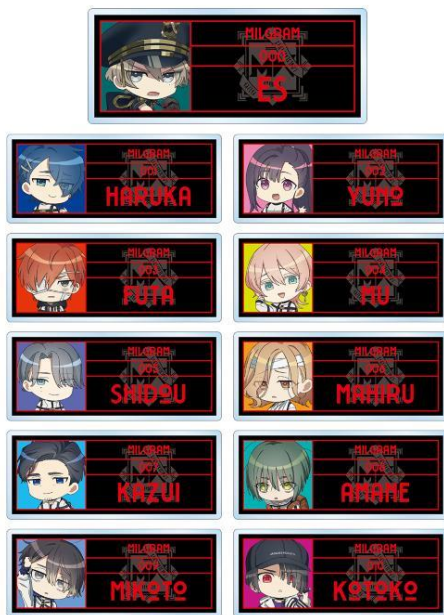 MILGRAM
000
ES
MILGRAM
001
HARUKA
MILGRAM
002
YUNO
MILGRAM
003
FUTA
MILGRAM
004
MU
MILGRAM
005
SHIDOU
MILGRAM
006
MAHIRU
MILGRAM
007
KAZUI
MILGRAM
008
AMANE
MILGRAM
009
MIKOTO
MILGRAM
010
KOTOKO